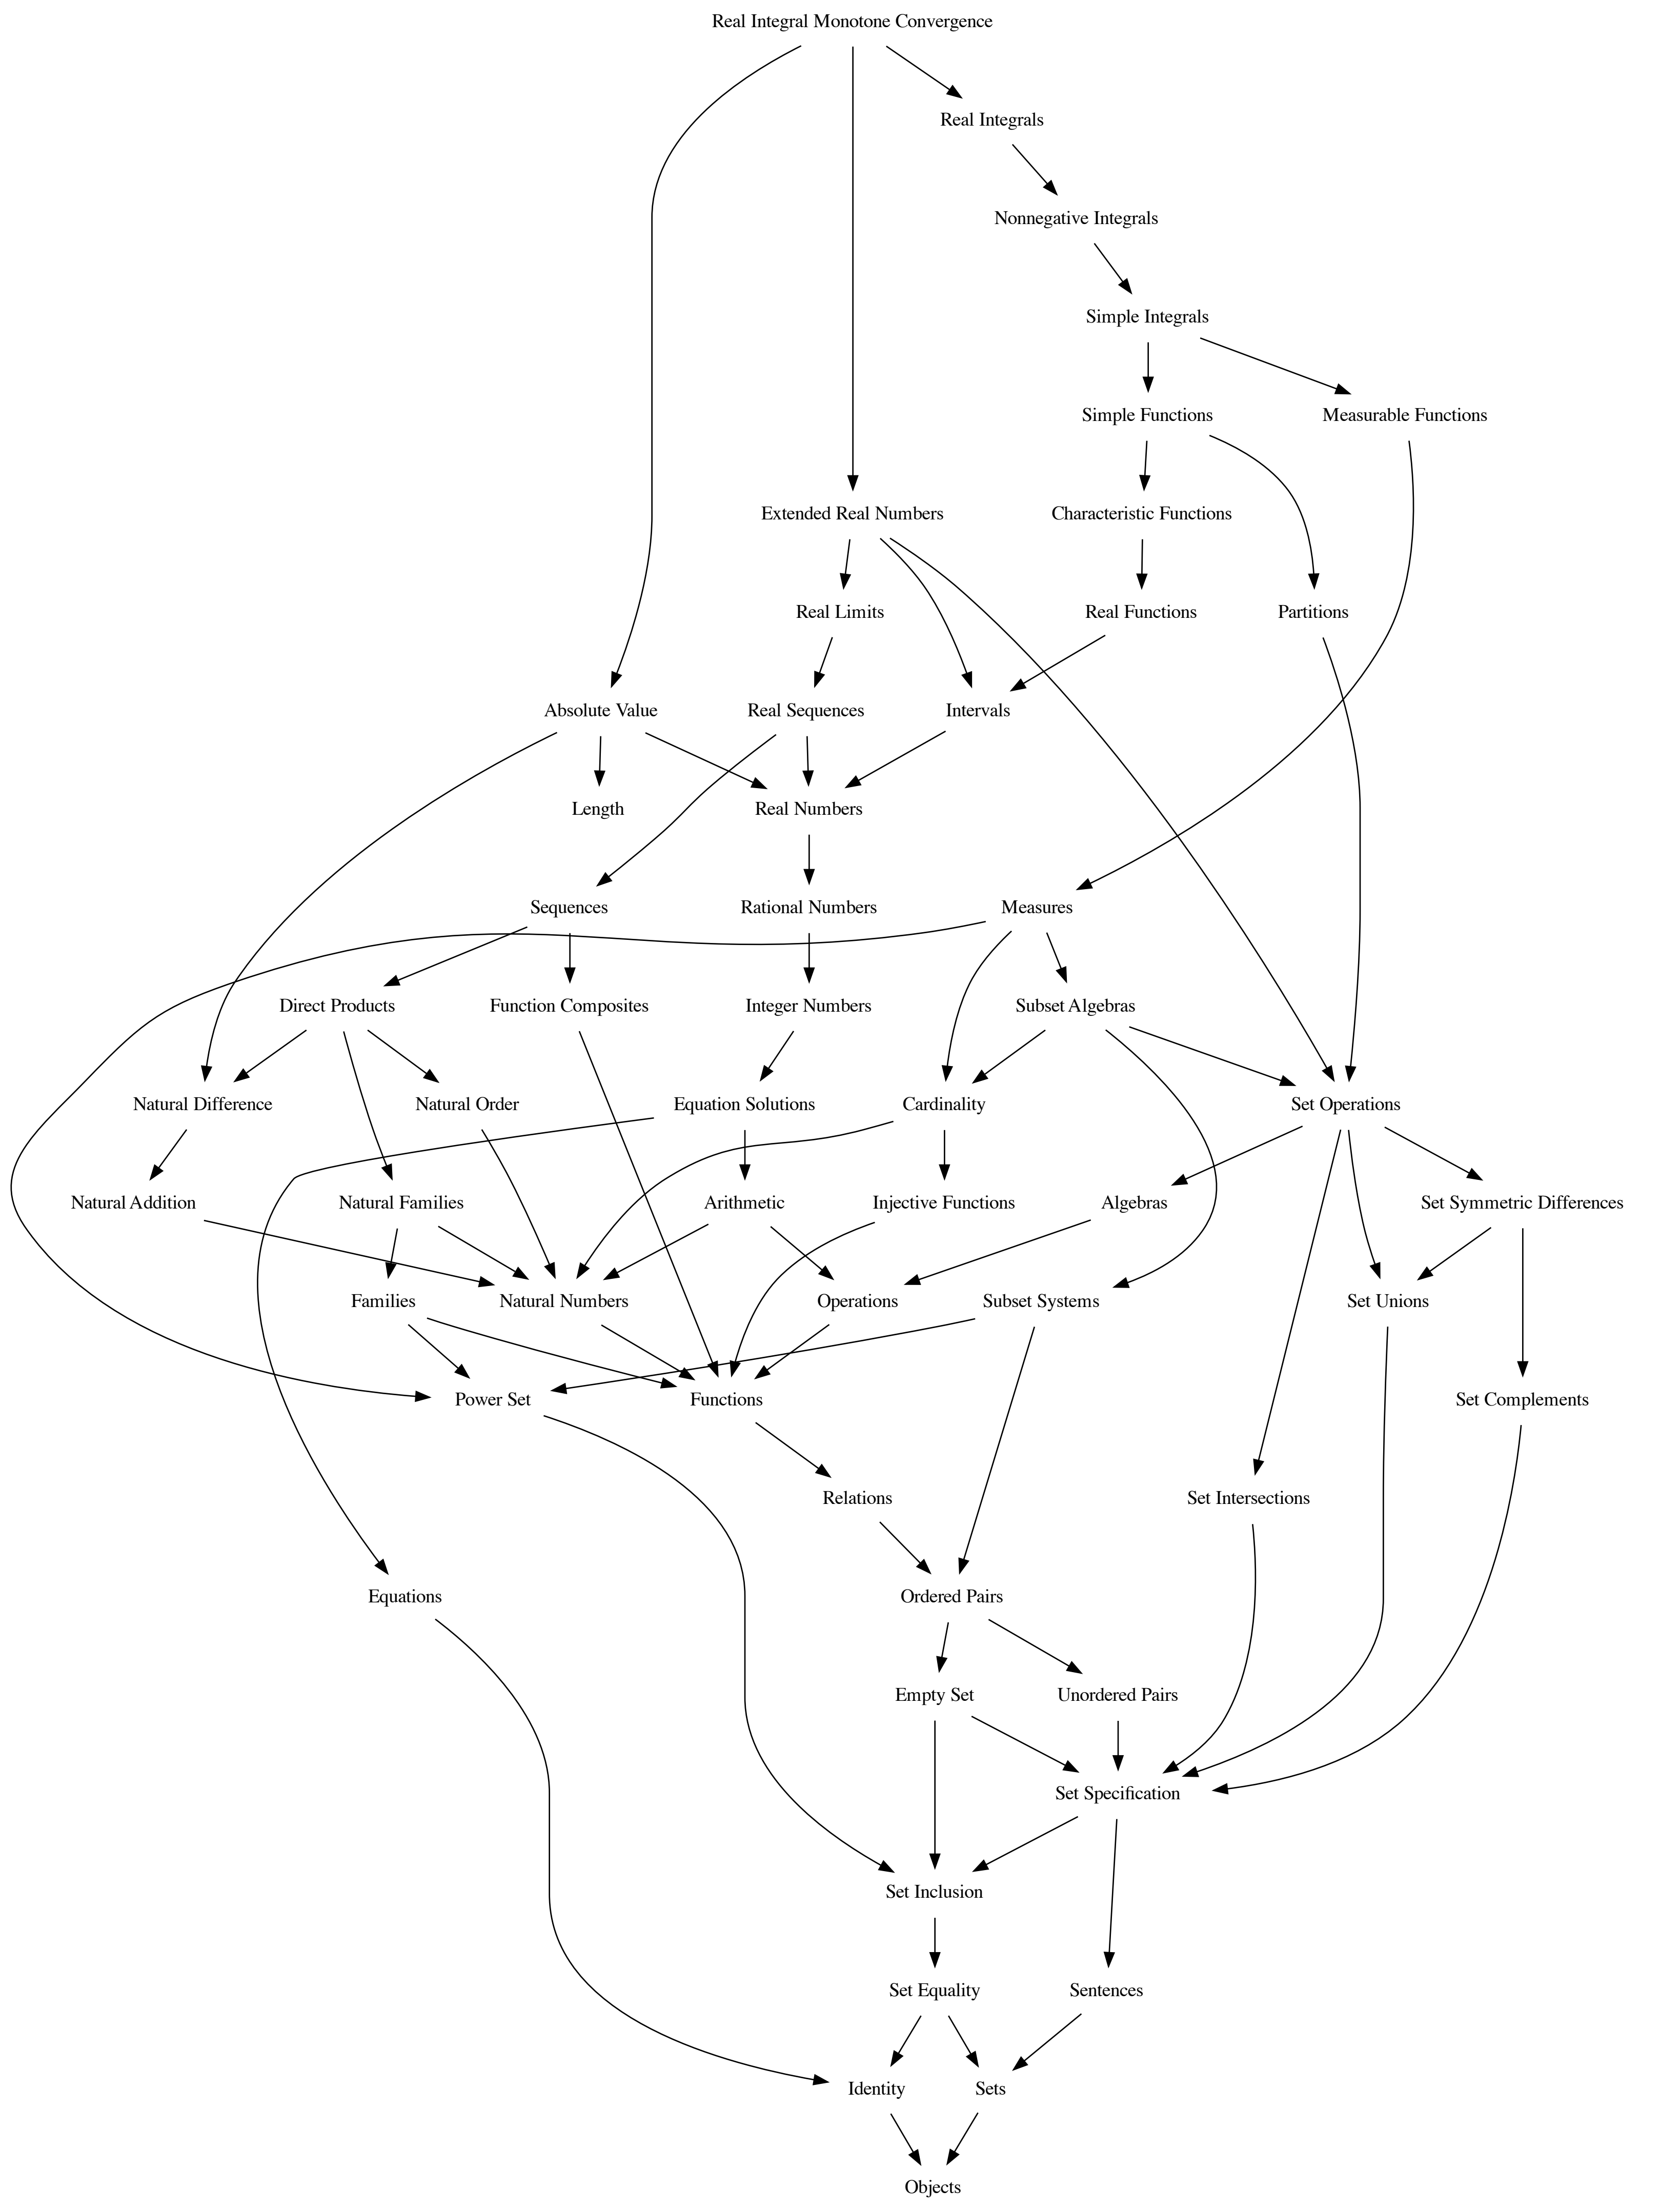 Real Integral Monotone Convergence
Real Integrals
Nonnegative Integrals
Simple Integrals
Simple Functions
Measurable Functions
Extended Real Numbers
Characteristic Functions
Real Limits
Real Functions
Partitions
Absolute Value
Real Sequences
Intervals
Length
Real Numbers
Sequences
Rational Numbers
Measures
Direct Products
Function Composites
Integer Numbers
Subset Algebras
Natural Difference
Natural Order
Equation Solutions
Cardinality
Set Operations
Natural Addition
Natural Families
Arithmetic
Injective Functions
Algebras
Set Symmetric Differences
Families
Natural Numbers
Operations
Subset Systems
Set Unions
Power Set
Functions
Set Complements
Relations
Set Intersections
Equations
Ordered Pairs
Empty Set
Unordered Pairs
Set Specification
Set Inclusion
Set Equality
Sentences
Identity
Sets
Objects